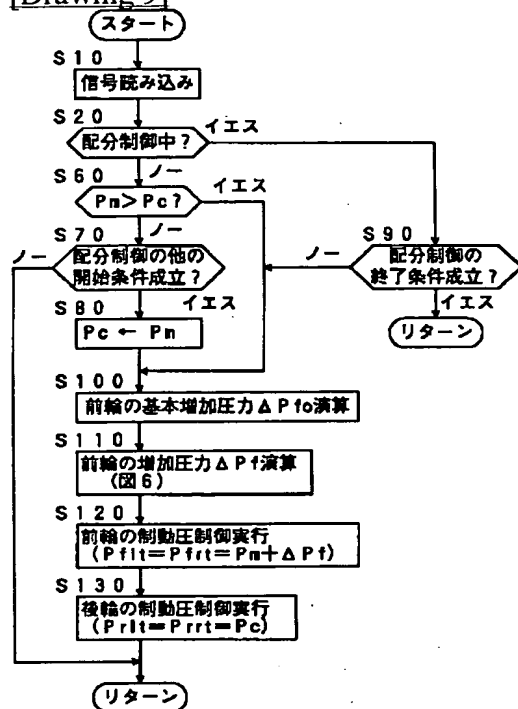 [Drawing 5]
スタート
S10
信号読み込み
S20
イエス
配分制御中?
S60
ノー
イエス
Pm>Pc?
S70
ノー
S90
ノー
配分制御の他の
開始条件成立?
ノー
配分制御の
終了条件成立?
S80
イエス
イエス
Pc ← Pm
リターン
S100
前輪の基本増加圧力ΔPfo演算
S110
前輪の増加圧力ΔPf演算
(図6)
S120
前輪の制動圧制御実行
(Pflt=Pfrt=Pm+ΔPf)
S130
後輪の制動圧制御実行
(Prlt=Prrt=Pc)
リターン